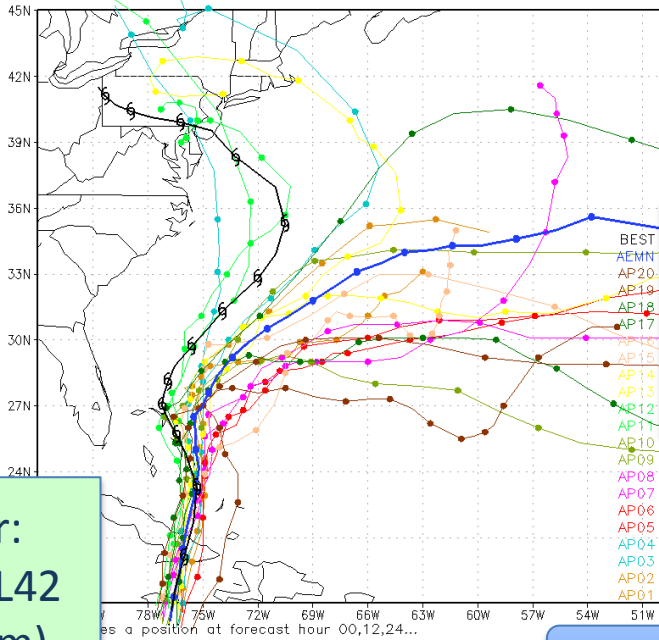 45N
42N
39N
36N
33N
30N
27N
24N
BEST
AEMN
AP20
AP19
AP18
AP17
AP15
AP14
AP13
AP12
AP11
AP10
AP09
AP08
AP07
AP06
AP05
AP04
AP03
AP02
AP01
r:
L42
m)
78W 75W 72W 69W 66W 63W 60W 57W 54W 51W
es a position at forecast hour 00,12,24...